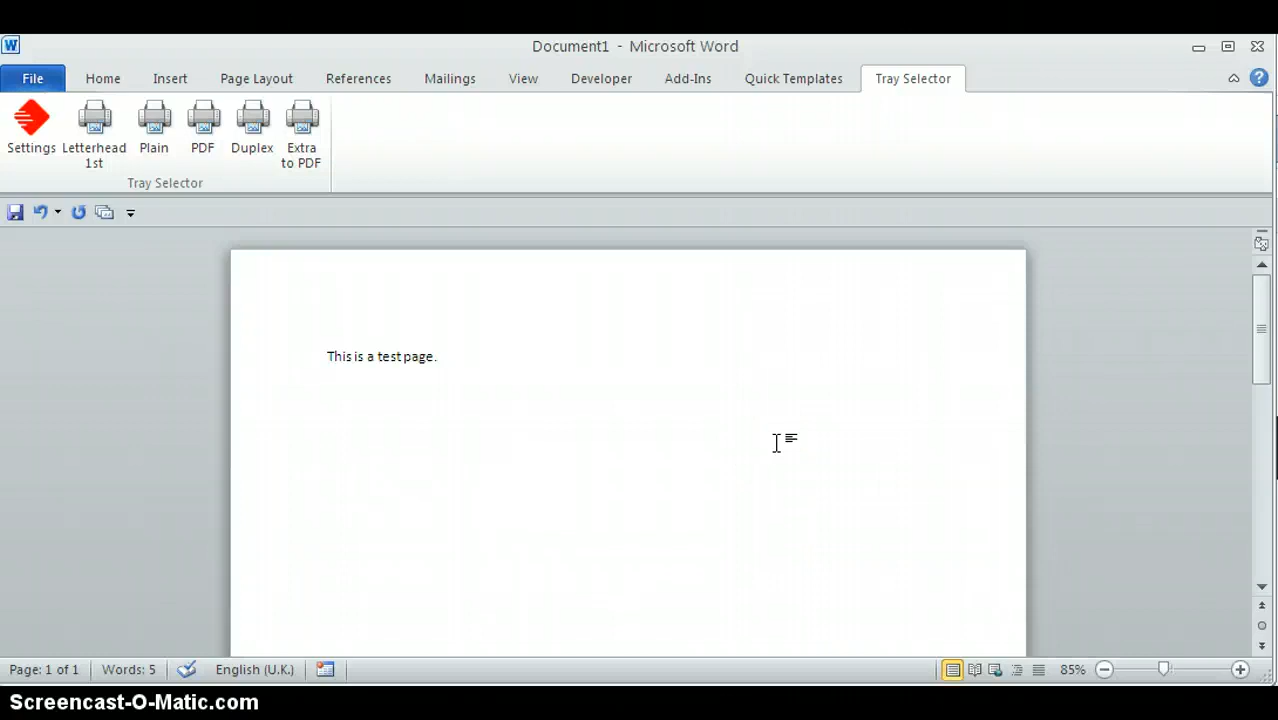 Document1 - Microsoft Word
File Home Insert Page Layout References Mailings View Developer Add-Ins Quick Templates Tray Selector
Settings Letterhead 1st Plain PDF Duplex Extra to PDF
Tray Selector
This is a test page.
Page: 1 of 1 Words: 5 English (U.K.) 85%
Screencast-O-Matic.com